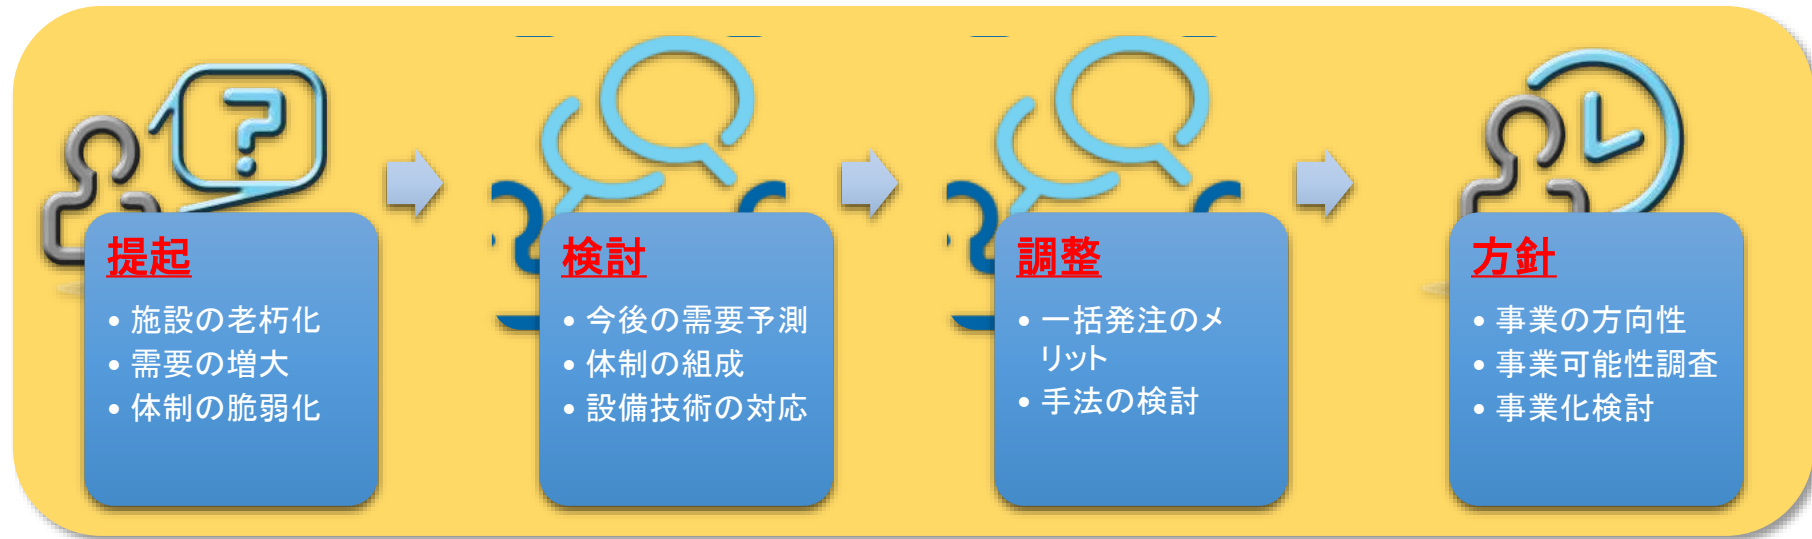 ?
提起
• 施設の老朽化
• 需要の増大
• 体制の脆弱化
検討
• 今後の需要予測
• 体制の組成
• 設備技術の対応
調整
• 一括発注のメ
リット
• 手法の検討
方針
• 事業の方向性
• 事業可能性調査
• 事業化検討